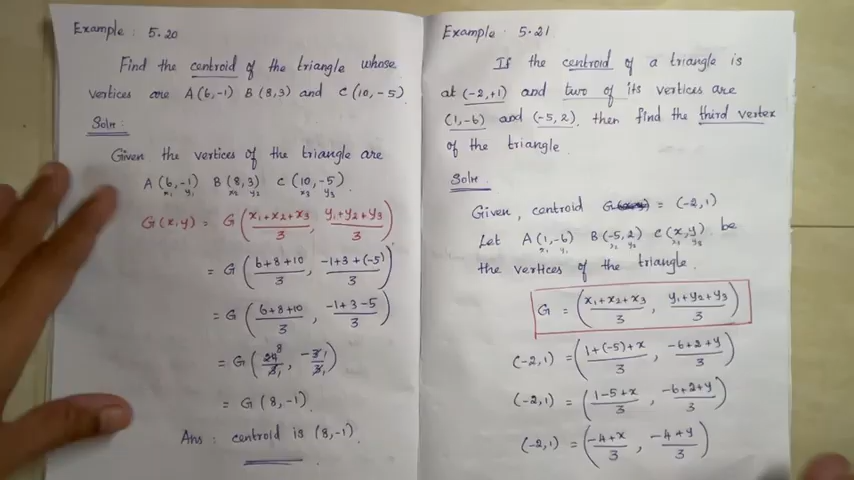 Example : 5.20
Find the centroid of the triangle whose
vertices are A(6,-1) B(8,3) and C(10,-5)
Soln:
Given the vertices of the triangle are
A(6,-1) B(8,3) C(10,-5).
x₁ y₁ x₂ y₂ x₃ y₃
G(x,y) = G((x₁+x₂+x₃)/3, (y₁+y₂+y₃)/3)
= G((6+8+10)/3, (-1+3+(-5))/3)
= G((6+8+10)/3, (-1+3-5)/3)
= G(24⁸/3₁, -3¹/3₁)
= G(8,-1).
Ans : centroid is (8,-1).
Example : 5.21
If the centroid of a triangle is
at (-2,+1) and two of its vertices are
(1,-6) and (-5,2). then find the third vertex
of the triangle.
Soln.
Given, centroid = (-2,1)
Let A(1,-6) B(-5,2) C(x,y) be
x₁ y₁ x₂ y₂ x₃ y₃
the vertices of the triangle.
G = ((x₁+x₂+x₃)/3, (y₁+y₂+y₃)/3)
(-2,1) = ((1+(-5)+x)/3, (-6+2+y)/3)
(-2,1) = ((1-5+x)/3, (-6+2+y)/3)
(-2,1) = ((-4+x)/3, (-4+y)/3)